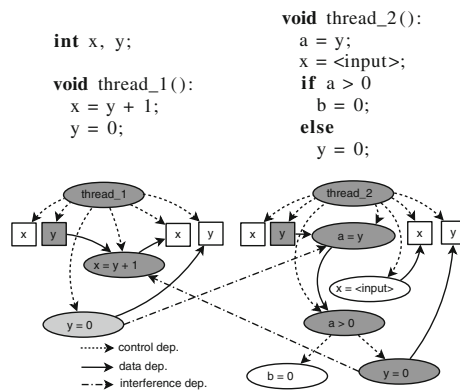 int x, y;
void thread_1():
x = y + 1;
y = 0;
void thread_2():
a = y;
x = <input>;
if a > 0
b = 0;
else
y = 0;
thread_1
x
y
x
y
x = y + 1
y = 0
thread_2
x
y
a = y
x
y
x = <input>
a > 0
b = 0
y = 0
control dep.
data dep.
interference dep.